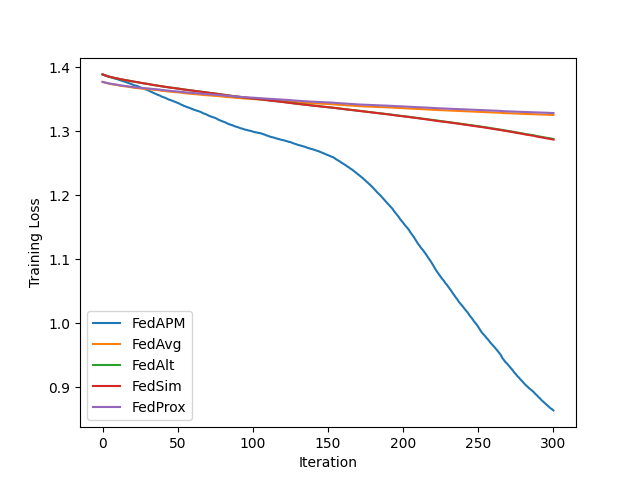 1.4
1.3
1.2
1.1
1.0
0.9
Training Loss
FedAPM
FedAvg
FedAlt
FedSim
FedProx
0 50 100 150 200 250 300
Iteration